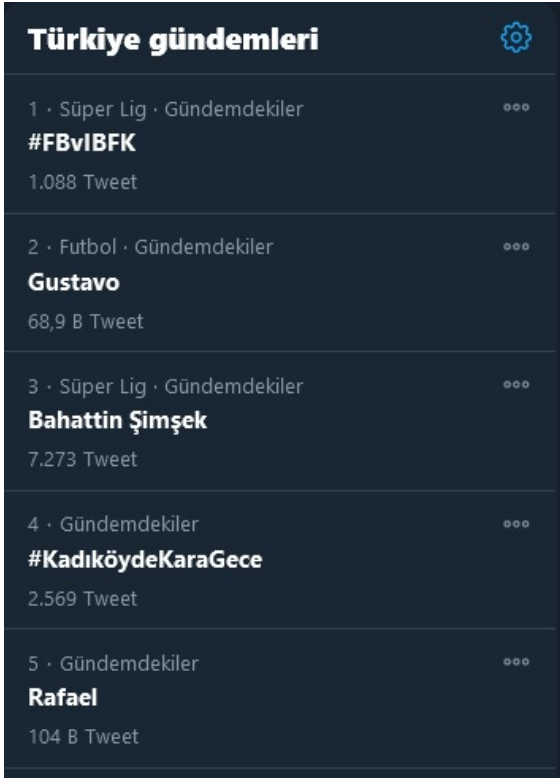 Türkiye gündemleri
1 · Süper Lig · Gündemdekiler
#FBvIBFK
1.088 Tweet
2 · Futbol · Gündemdekiler
Gustavo
68,9 B Tweet
3 · Süper Lig · Gündemdekiler
Bahattin Şimşek
7.273 Tweet
4 · Gündemdekiler
#KadıköydeKaraGece
2.569 Tweet
5 · Gündemdekiler
Rafael
104 B Tweet